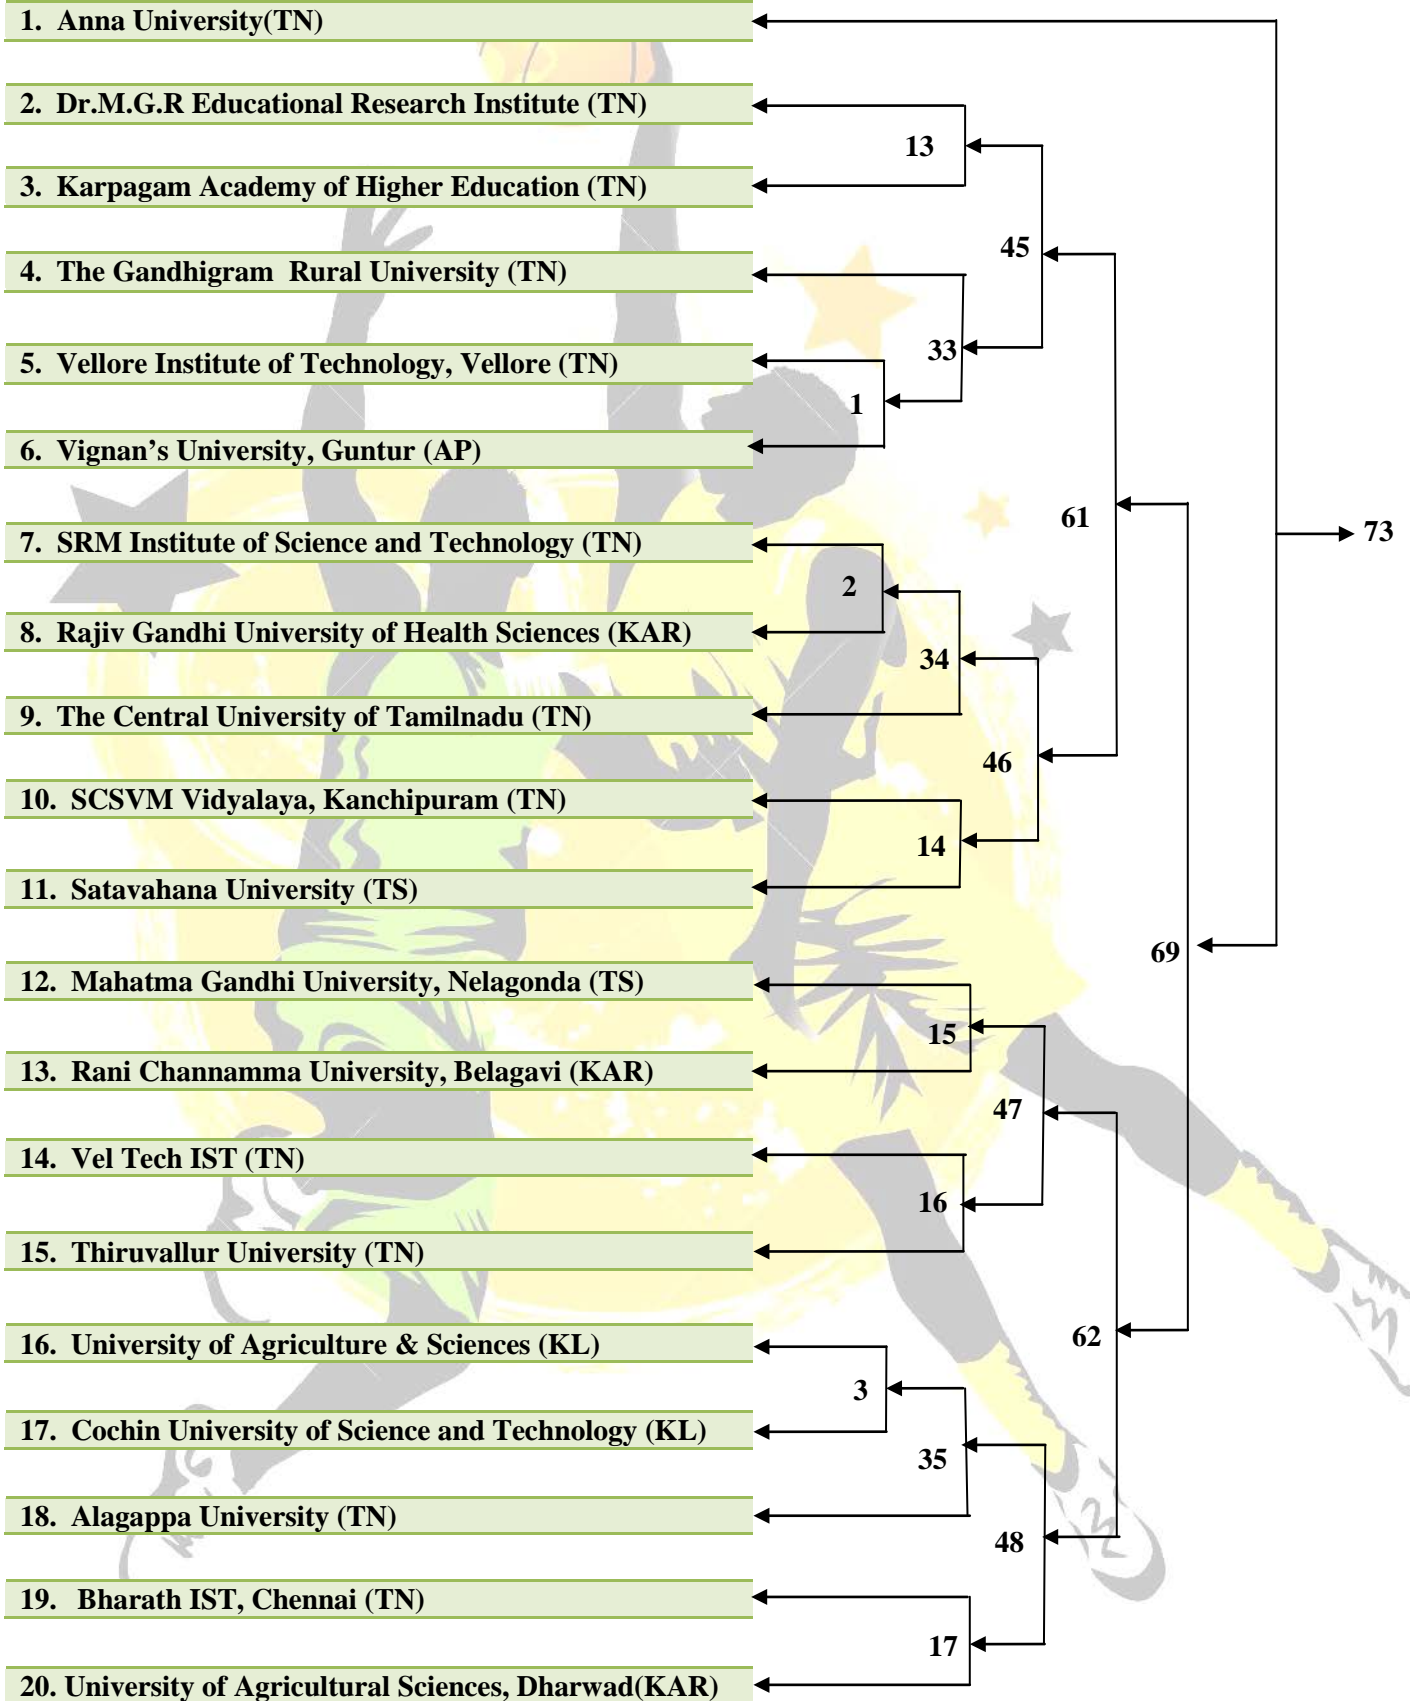 1. Anna University(TN)
2. Dr.M.G.R Educational Research Institute (TN)
13
3. Karpagam Academy of Higher Education (TN)
45
4. The Gandhigram Rural University (TN)
33
5. Vellore Institute of Technology, Vellore (TN)
1
6. Vignan’s University, Guntur (AP)
61
73
7. SRM Institute of Science and Technology (TN)
2
8. Rajiv Gandhi University of Health Sciences (KAR)
34
9. The Central University of Tamilnadu (TN)
46
10. SCSVM Vidyalaya, Kanchipuram (TN)
14
11. Satavahana University (TS)
69
12. Mahatma Gandhi University, Nelagonda (TS)
15
13. Rani Channamma University, Belagavi (KAR)
47
14. Vel Tech IST (TN)
16
15. Thiruvallur University (TN)
62
16. University of Agriculture & Sciences (KL)
3
17. Cochin University of Science and Technology (KL)
35
18. Alagappa University (TN)
48
19. Bharath IST, Chennai (TN)
17
20. University of Agricultural Sciences, Dharwad(KAR)